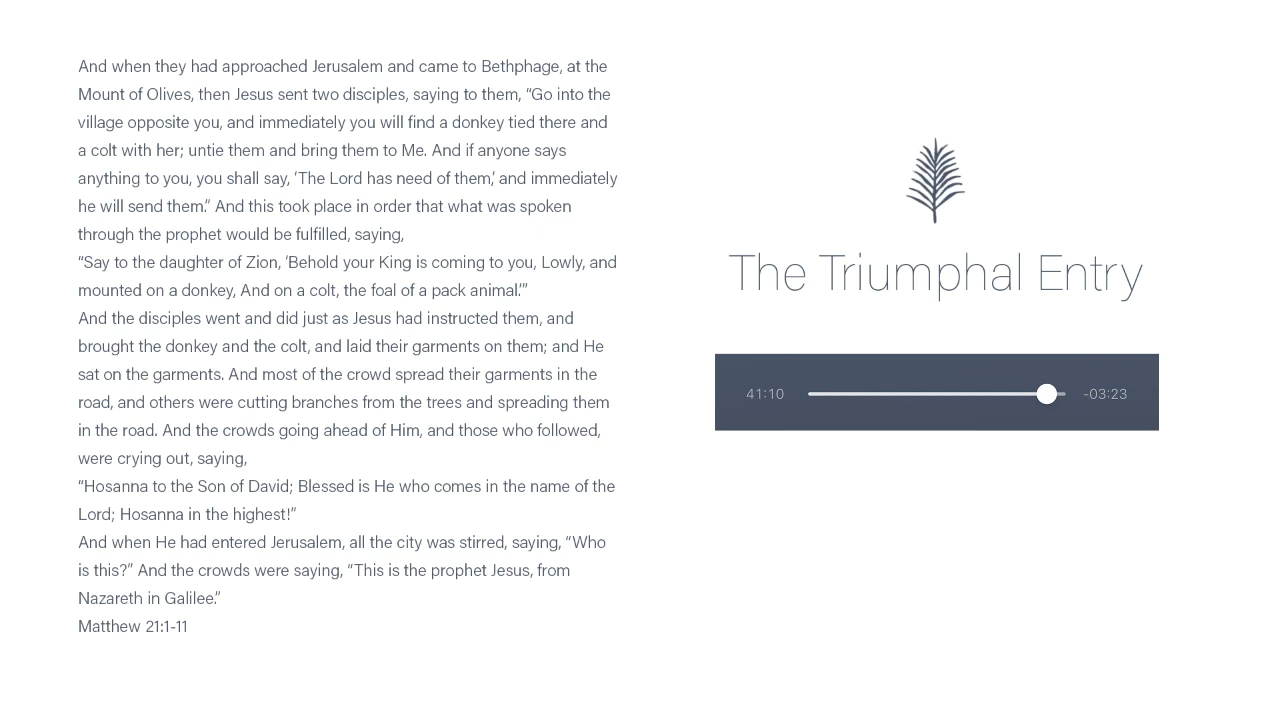 And when they had approached Jerusalem and came to Bethphage, at the
Mount of Olives, then Jesus sent two disciples, saying to them, “Go into the
village opposite you, and immediately you will find a donkey tied there and
a colt with her; untie them and bring them to Me. And if anyone says
anything to you, you shall say, ‘The Lord has need of them,’ and immediately
he will send them.” And this took place in order that what was spoken
through the prophet would be fulfilled, saying,
“Say to the daughter of Zion, ‘Behold your King is coming to you, Lowly, and
mounted on a donkey, And on a colt, the foal of a pack animal.’”
And the disciples went and did just as Jesus had instructed them, and
brought the donkey and the colt, and laid their garments on them; and He
sat on the garments. And most of the crowd spread their garments in the
road, and others were cutting branches from the trees and spreading them
in the road. And the crowds going ahead of Him, and those who followed,
were crying out, saying,
“Hosanna to the Son of David; Blessed is He who comes in the name of the
Lord; Hosanna in the highest!”
And when He had entered Jerusalem, all the city was stirred, saying, “Who
is this?” And the crowds were saying, “This is the prophet Jesus, from
Nazareth in Galilee.”
Matthew 21:1-11
The Triumphal Entry
41:10 -03:23